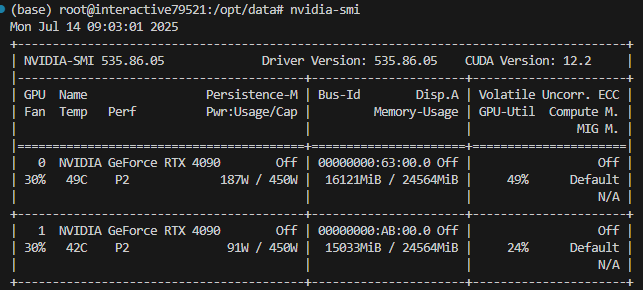 (base) root@interactive79521:/opt/data# nvidia-smi
Mon Jul 14 09:03:01 2025
+---------------------------------------------------------------------------------------+
| NVIDIA-SMI 535.86.05              Driver Version: 535.86.05    CUDA Version: 12.2     |
|-----------------------------------------+----------------------+----------------------+
| GPU  Name                 Persistence-M | Bus-Id        Disp.A | Volatile Uncorr. ECC |
| Fan  Temp   Perf          Pwr:Usage/Cap |         Memory-Usage | GPU-Util  Compute M. |
|                                         |                      |               MIG M. |
|=========================================+======================+======================|
|   0  NVIDIA GeForce RTX 4090        Off | 00000000:63:00.0 Off |                  Off |
| 30%   49C    P2             187W / 450W |  16121MiB / 24564MiB |     49%      Default |
|                                         |                      |                  N/A |
+-----------------------------------------+----------------------+----------------------+
|   1  NVIDIA GeForce RTX 4090        Off | 00000000:AB:00.0 Off |                  Off |
| 30%   42C    P2              91W / 450W |  15033MiB / 24564MiB |     24%      Default |
|                                         |                      |                  N/A |
+-----------------------------------------+----------------------+----------------------+